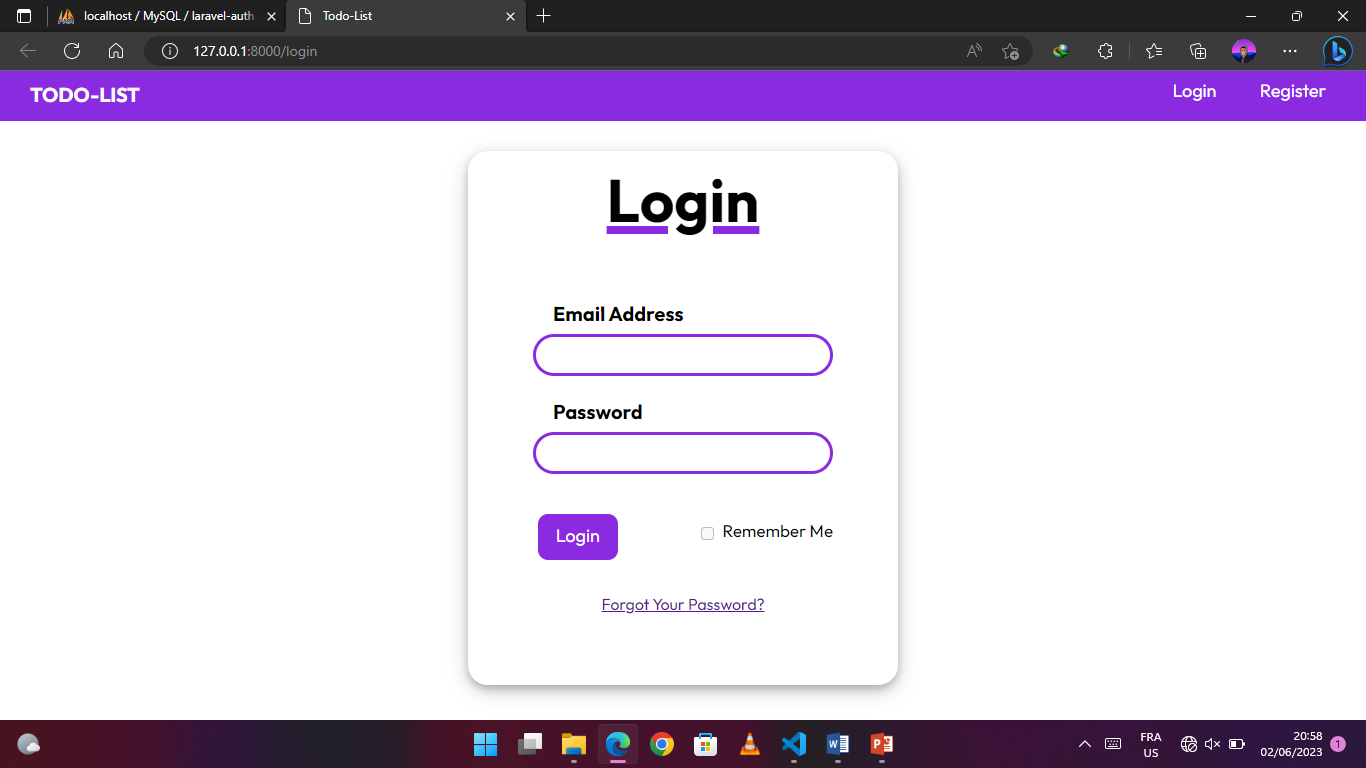 localhost / MySQL / laravel-auth
Todo-List
127.0.0.1:8000/login
TODO-LIST
Login
Register
Login
Email Address
Password
Login
Remember Me
Forgot Your Password?
FRA
US
20:58
02/06/2023
1